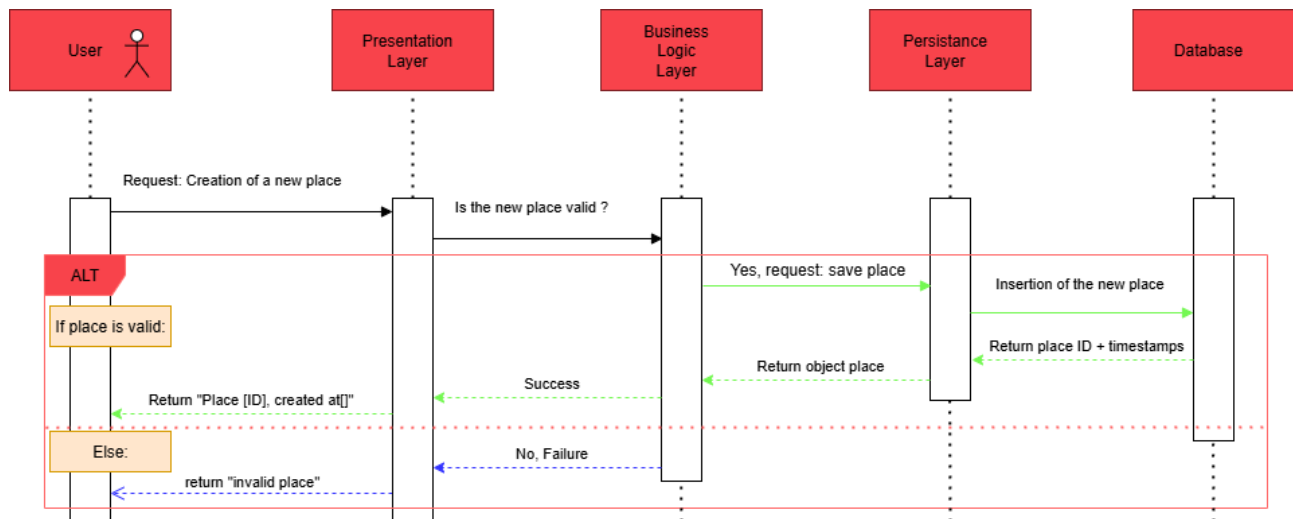 User
Presentation
Layer
Business
Logic
Layer
Persistance
Layer
Database
Request: Creation of a new place
Is the new place valid ?
ALT
Yes, request: save place
Insertion of the new place
If place is valid:
Return place ID + timestamps
Return object place
Success
Return "Place [ID], created at[]"
Else:
No, Failure
return "invalid place"